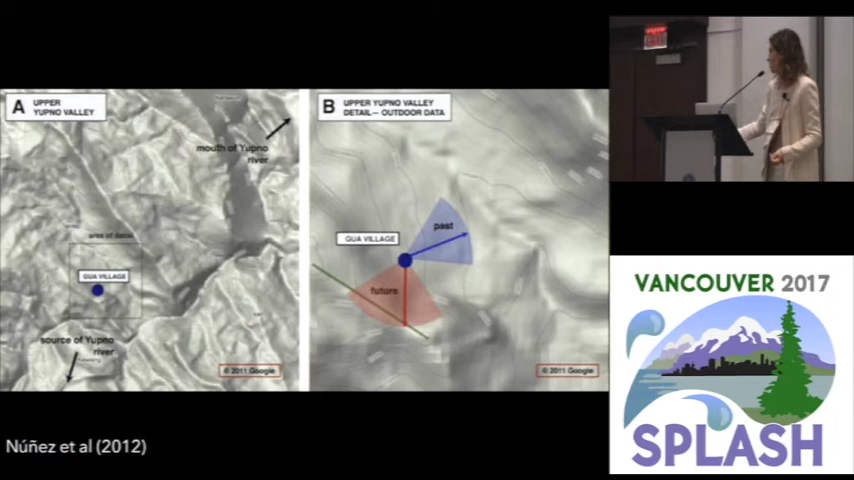 A
UPPER
YUPNO VALLEY
mouth of Yupno
river
area of detail
GUA VILLAGE
source of Yupno
river
© 2011 Google
B
UPPER YUPNO VALLEY
DETAIL— OUTDOOR DATA
past
GUA VILLAGE
future
© 2011 Google
Núñez et al (2012)
EXIT
VANCOUVER 2017
SPLASH